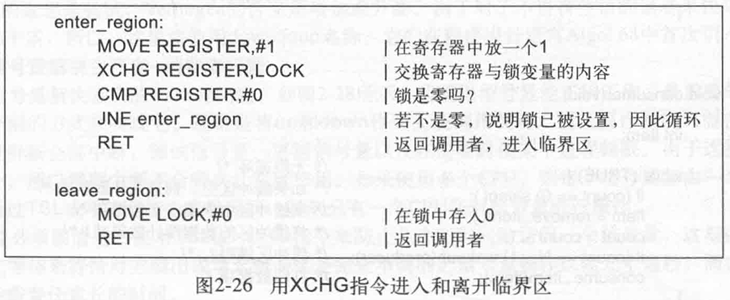 enter_region:
MOVE REGISTER,#1 | 在寄存器中放一个1
XCHG REGISTER,LOCK | 交换寄存器与锁变量的内容
CMP REGISTER,#0 | 锁是零吗?
JNE enter_region | 若不是零，说明锁已被设置，因此循环
RET | 返回调用者，进入临界区
leave_region:
MOVE LOCK,#0 | 在锁中存入0
RET | 返回调用者
图2-26 用XCHG指令进入和离开临界区